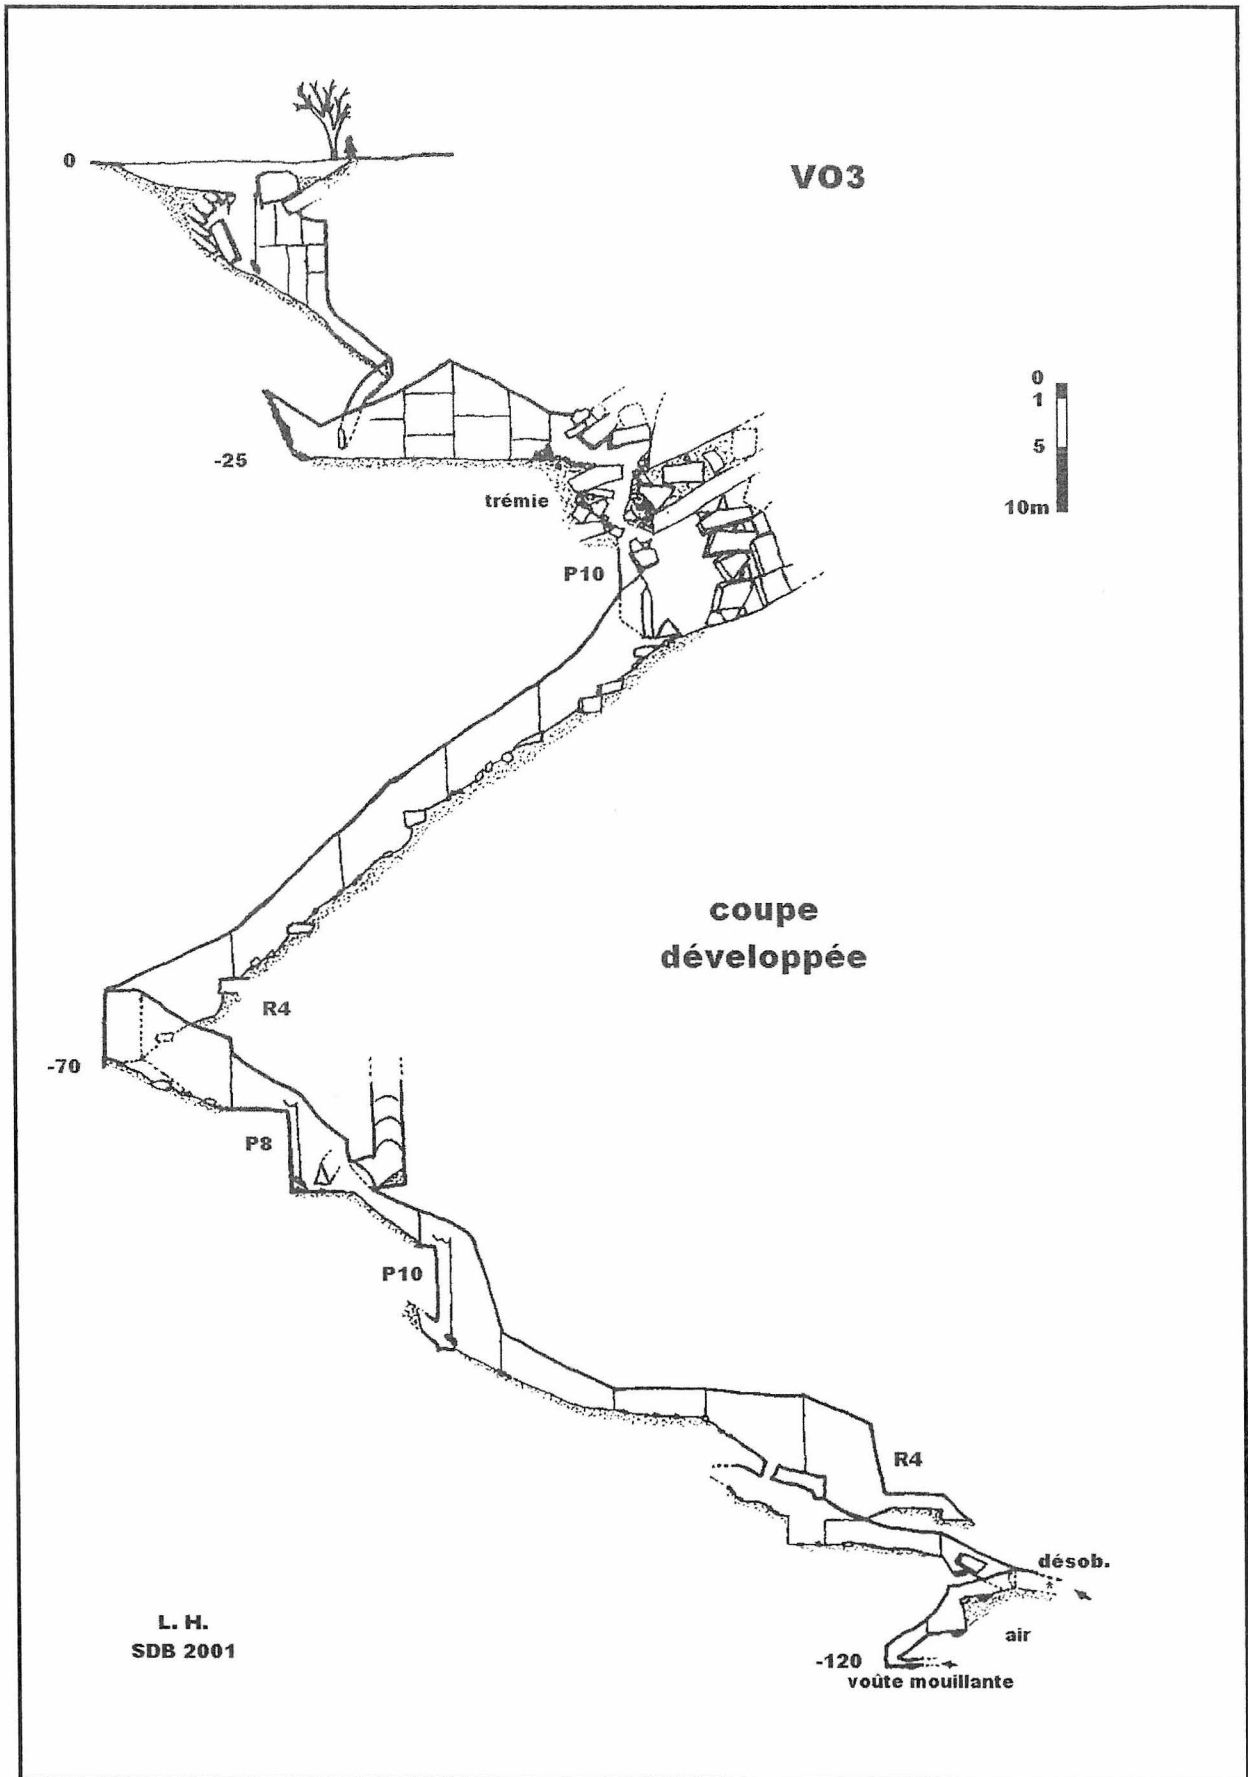 0
VO3
0
1
5
10m
-25
trémie
P10
coupe
développée
R4
-70
P8
P10
R4
désob.
air
-120
voûte mouillante
L. H.
SDB 2001